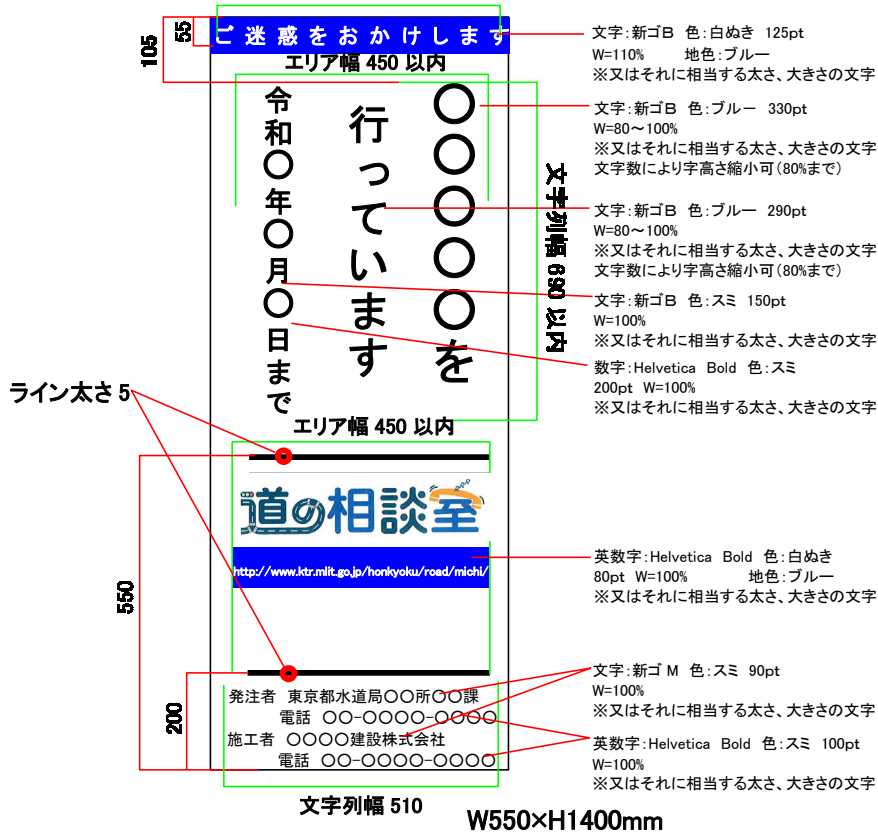 ご迷惑をおかけします
エリア幅 450 以内
55
105
〇〇〇〇〇を
行っています
令和〇年〇月〇日まで
文字列幅 690 以内
エリア幅 450 以内
ライン太さ 5
道の相談室
http://www.ktr.mlit.go.jp/honkyoku/road/michi/
550
200
発注者 東京都水道局〇〇所〇〇課
電話 〇〇-〇〇〇〇-〇〇〇〇
施工者 〇〇〇〇建設株式会社
電話 〇〇-〇〇〇〇-〇〇〇〇
文字列幅 510
W550×H1400mm
文字:新ゴB 色:白ぬき 125pt
W=110% 地色:ブルー
※又はそれに相当する太さ、大きさの文字
文字:新ゴB 色:ブルー 330pt
W=80～100%
※又はそれに相当する太さ、大きさの文字
文字数により字高さ縮小可(80%まで)
文字:新ゴB 色:ブルー 290pt
W=80～100%
※又はそれに相当する太さ、大きさの文字
文字数により字高さ縮小可(80%まで)
文字:新ゴB 色:スミ 150pt
W=100%
※又はそれに相当する太さ、大きさの文字
数字:Helvetica Bold 色:スミ
200pt W=100%
※又はそれに相当する太さ、大きさの文字
英数字:Helvetica Bold 色:白ぬき
80pt W=100% 地色:ブルー
※又はそれに相当する太さ、大きさの文字
文字:新ゴ M 色:スミ 90pt
W=100%
※又はそれに相当する太さ、大きさの文字
英数字:Helvetica Bold 色:スミ 100pt
W=100%
※又はそれに相当する太さ、大きさの文字